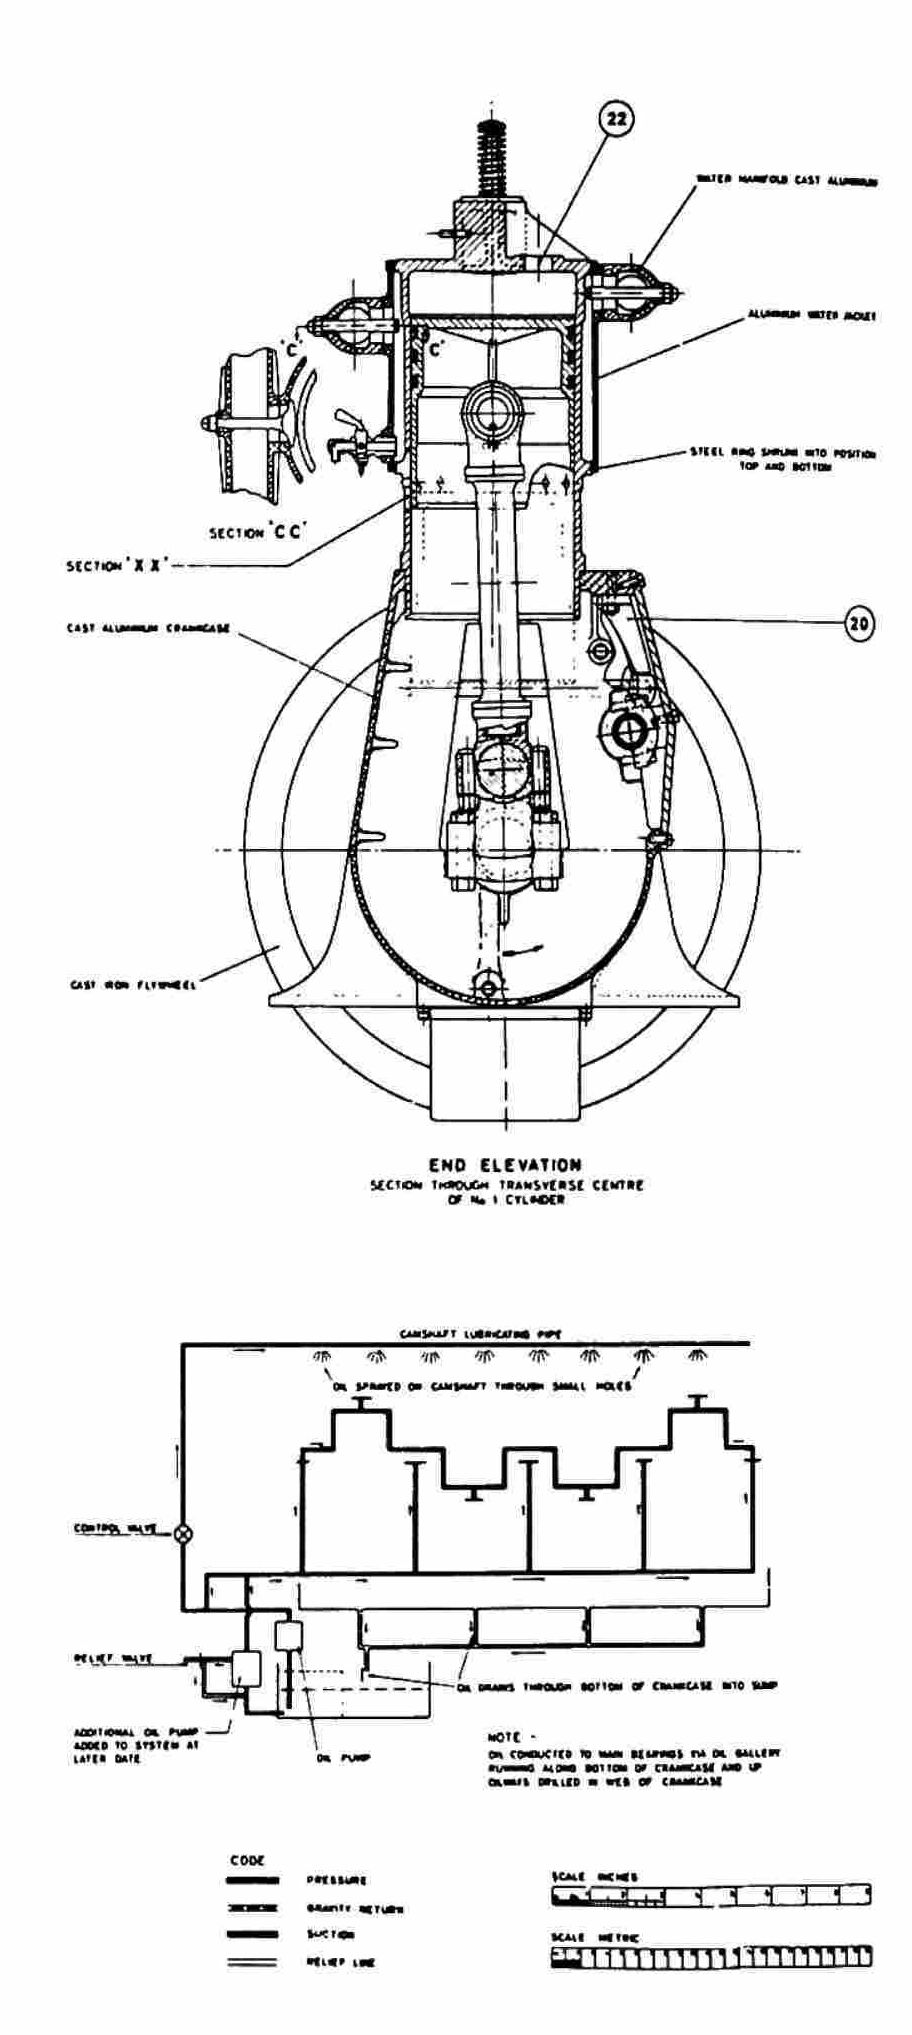 22
WATER MANIFOLD CAST ALUMINIUM
ALUMINIUM WATER JACKET
'C'
C'
STEEL RING SHRUNK INTO POSITION
TOP AND BOTTOM
SECTION 'C C'
SECTION 'X X'
20
CAST ALUMINIUM CRANKCASE
CAST IRON FLYWHEEL
END ELEVATION
SECTION THROUGH TRANSVERSE CENTRE
OF No 1 CYLINDER
CAMSHAFT LUBRICATING PIPE
OIL SPRAYED ON CAMSHAFT THROUGH SMALL HOLES
CONTROL VALVE
RELIEF VALVE
OIL DRAINS THROUGH BOTTOM OF CRANKCASE INTO SUMP
ADDITIONAL OIL PUMP
ADDED TO SYSTEM AT
LATER DATE
OIL PUMP
NOTE -
OIL CONDUCTED TO MAIN BEARINGS VIA OIL GALLERY
RUNNING ALONG BOTTOM OF CRANKCASE AND UP
OILWAYS DRILLED IN WEB OF CRANKCASE
CODE
PRESSURE
GRAVITY RETURN
SUCTION
RELIEF LINE
SCALE INCHES
SCALE METRIC